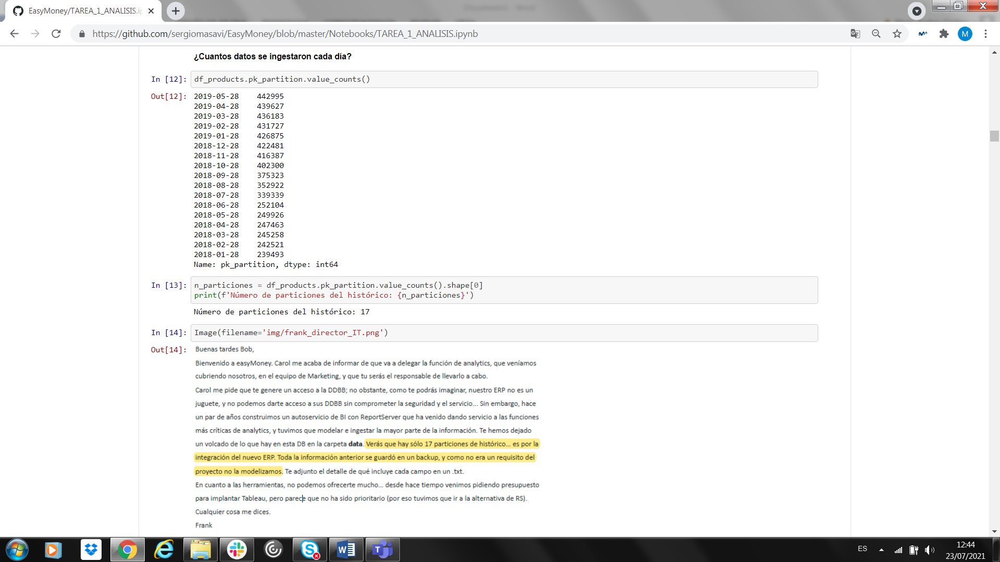 EasyMoney/TAREA_1_ANALISIS.ip
https://github.com/sergiomasavi/EasyMoney/blob/master/Notebooks/TAREA_1_ANALISIS.ipynb
M
¿Cuantos datos se ingestaron cada día?
In [12]: df_products.pk_partition.value_counts()
Out[12]: 2019-05-28 442995
2019-04-28 439627
2019-03-28 436183
2019-02-28 431727
2019-01-28 426875
2018-12-28 422481
2018-11-28 416387
2018-10-28 402300
2018-09-28 375323
2018-08-28 352922
2018-07-28 339339
2018-06-28 252104
2018-05-28 249926
2018-04-28 247463
2018-03-28 245258
2018-02-28 242521
2018-01-28 239493
Name: pk_partition, dtype: int64
In [13]: n_particiones = df_products.pk_partition.value_counts().shape[0]
print(f'Número de particiones del histórico: {n_particiones}')
Número de particiones del histórico: 17
In [14]: Image(filename='img/frank_director_IT.png')
Out[14]: Buenas tardes Bob,
Bienvenido a easyMoney. Carol me acaba de informar de que va a delegar la función de analytics, que veníamos
cubriendo nosotros, en el equipo de Marketing, y que tu serás el responsable de llevarlo a cabo.
Carol me pide que te genere un acceso a la DDBB; no obstante, como te podrás imaginar, nuestro ERP no es un
juguete, y no podemos darte acceso a sus DDBB sin comprometer la seguridad y el servicio... Sin embargo, hace
un par de años construimos un autoservicio de BI con ReportServer que ha venido dando servicio a las funciones
más críticas de analytics, y tuvimos que modelar e ingestar la mayor parte de la información. Te hemos dejado
un volcado de lo que hay en esta DB en la carpeta data. Verás que hay sólo 17 particiones de histórico... es por la
integración del nuevo ERP. Toda la información anterior se guardó en un backup, y como no era un requisito del
proyecto no la modelizamos. Te adjunto el detalle de qué incluye cada campo en un .txt.
En cuanto a las herramientas, no podemos ofrecerte mucho... desde hace tiempo venimos pidiendo presupuesto
para implantar Tableau, pero parece que no ha sido prioritario (por eso tuvimos que ir a la alternativa de RS).
Cualquier cosa me dices.
Frank
ES
12:44
23/07/2021